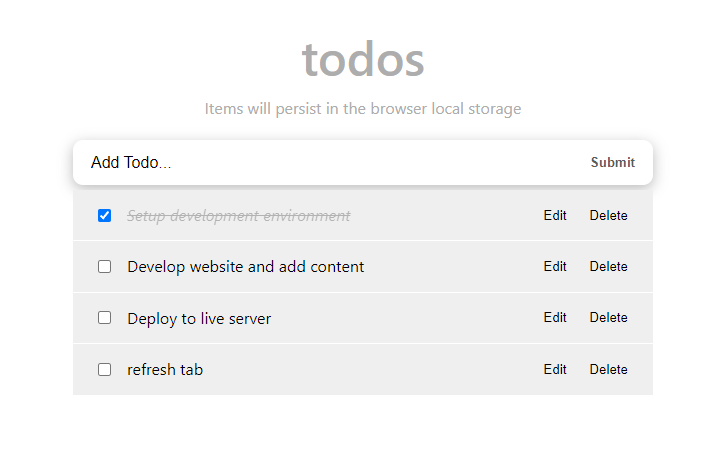 todos
Items will persist in the browser local storage
Add Todo... Submit
Setup development environment Edit Delete
Develop website and add content Edit Delete
Deploy to live server Edit Delete
refresh tab Edit Delete